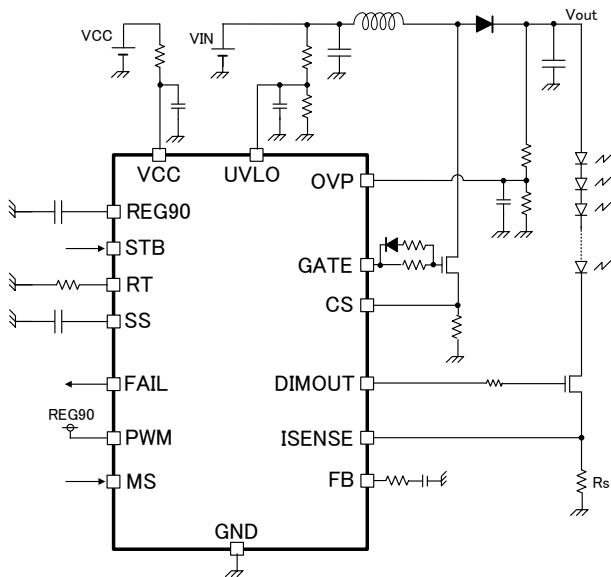 VCC
VIN
Vout
VCC
UVLO
OVP
REG90
STB
GATE
RT
CS
SS
FAIL
DIMOUT
REG90
PWM
ISENSE
MS
FB
Rs
GND